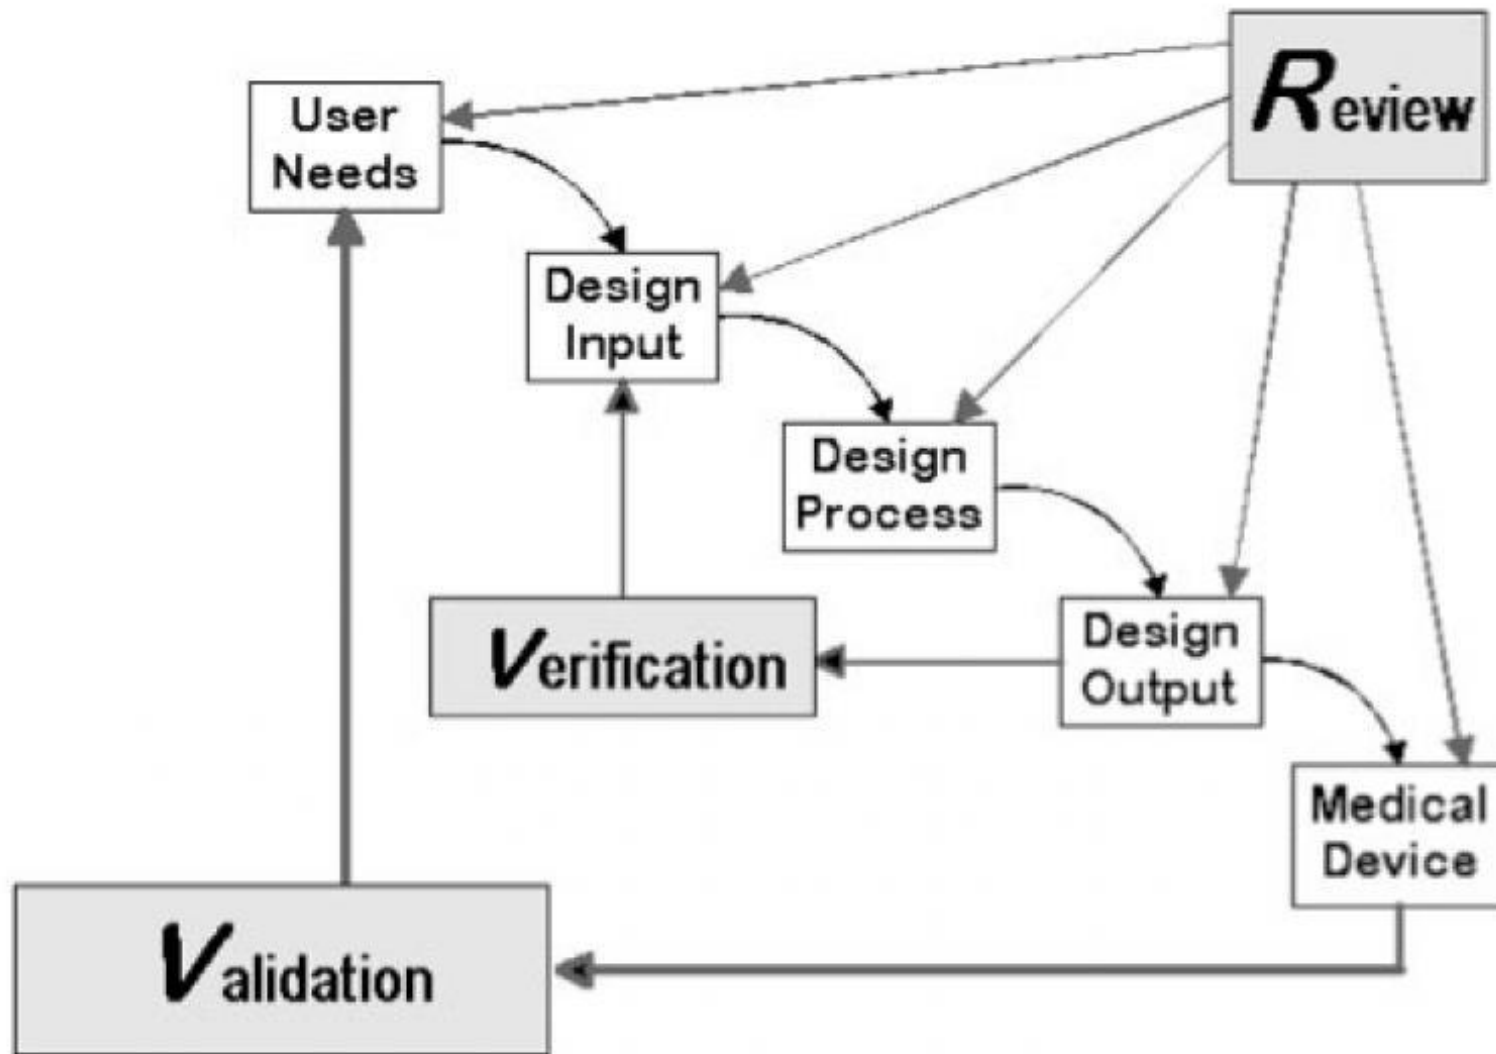 Review
User
Needs
Design
Input
Design
Process
Verification
Design
Output
Medical
Device
Validation